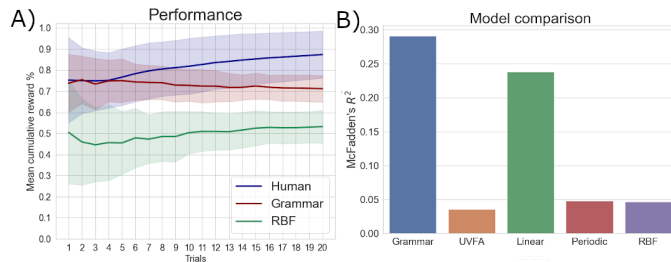 A)
Performance
Mean cumulative reward %
1.0
0.9
0.8
0.7
0.6
0.5
0.4
0.3
0.2
0.1
0.0
Human
Grammar
RBF
1 2 3 4 5 6 7 8 9 10 11 12 13 14 15 16 17 18 19 20
Trials
B)
Model comparison
McFadden's R²
0.30
0.25
0.20
0.15
0.10
0.05
0.00
Grammar UVFA Linear Periodic RBF